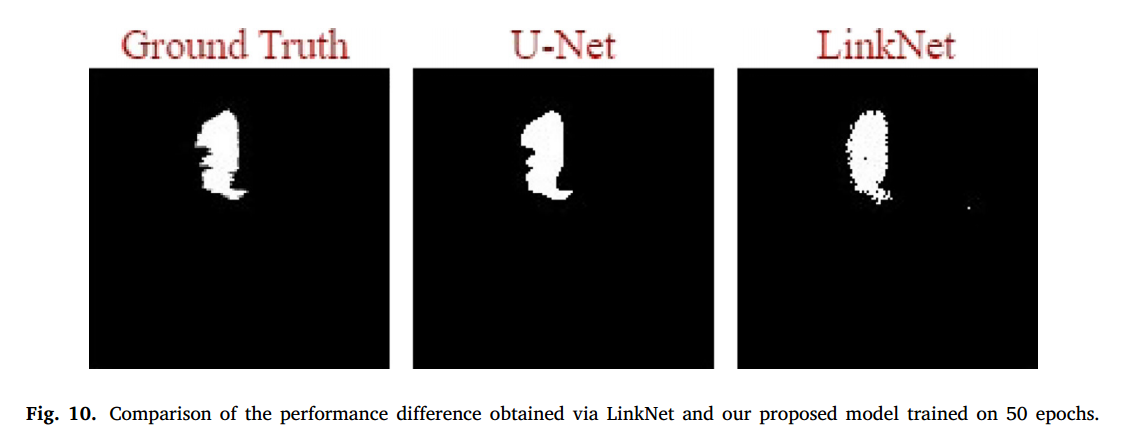 Ground Truth
U-Net
LinkNet
Fig. 10. Comparison of the performance difference obtained via LinkNet and our proposed model trained on 50 epochs.